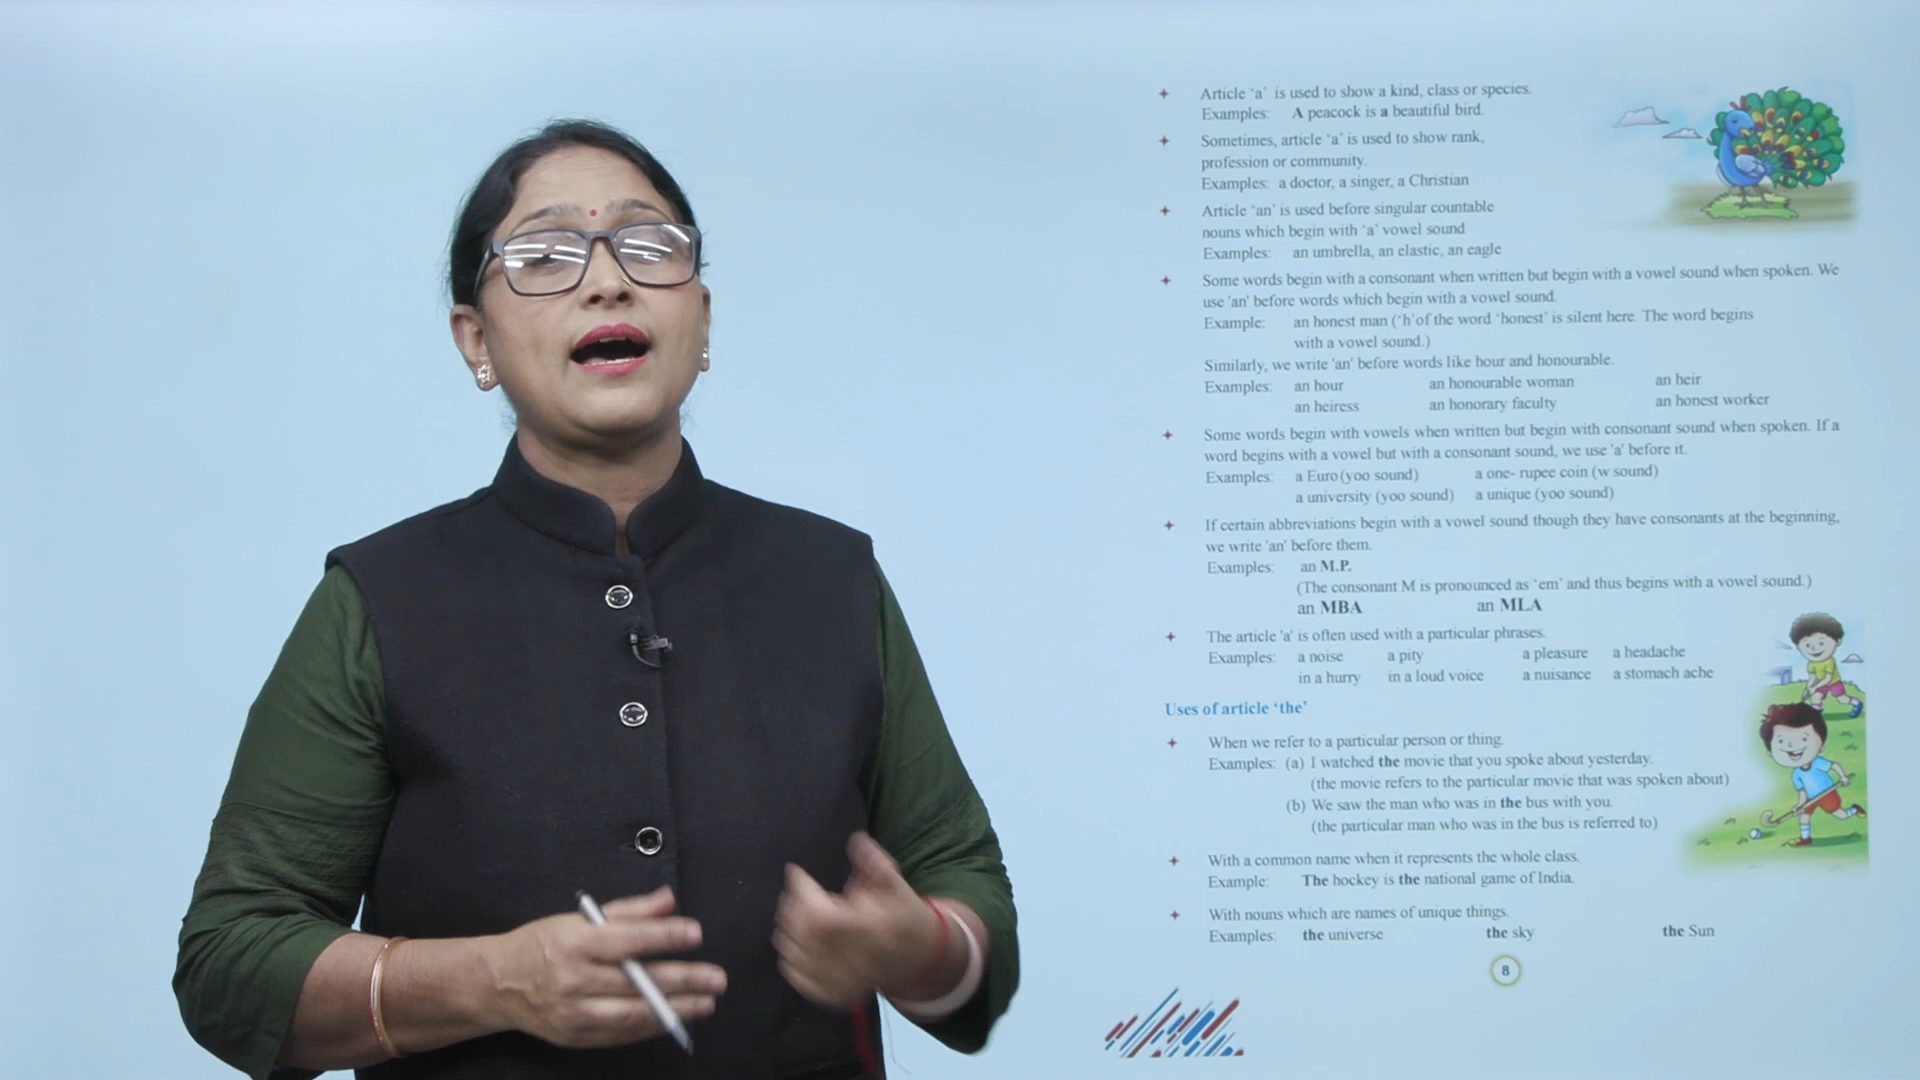 Article ‘a’ is used to show a kind, class or species.
Examples: A peacock is a beautiful bird.
Sometimes, article ‘a’ is used to show rank,
profession or community.
Examples: a doctor, a singer, a Christian
Article ‘an’ is used before singular countable
nouns which begin with ‘a’ vowel sound
Examples: an umbrella, an elastic, an eagle
Some words begin with a consonant when written but begin with a vowel sound when spoken. We
use 'an' before words which begin with a vowel sound.
Example: an honest man (‘h’of the word ‘honest’ is silent here. The word begins
with a vowel sound.)
Similarly, we write 'an' before words like hour and honourable.
Examples: an hour an honourable woman an heir
an heiress an honorary faculty an honest worker
Some words begin with vowels when written but begin with consonant sound when spoken. If a
word begins with a vowel but with a consonant sound, we use 'a' before it.
Examples: a Euro (yoo sound) a one- rupee coin (w sound)
a university (yoo sound) a unique (yoo sound)
If certain abbreviations begin with a vowel sound though they have consonants at the beginning,
we write 'an' before them.
Examples: an M.P.
(The consonant M is pronounced as ‘em’ and thus begins with a vowel sound.)
an MBA an MLA
The article 'a' is often used with a particular phrases.
Examples: a noise a pity a pleasure a headache
in a hurry in a loud voice a nuisance a stomach ache
Uses of article ‘the’
When we refer to a particular person or thing.
Examples: (a) I watched the movie that you spoke about yesterday.
(the movie refers to the particular movie that was spoken about)
(b) We saw the man who was in the bus with you.
(the particular man who was in the bus is referred to)
With a common name when it represents the whole class.
Example: The hockey is the national game of India.
With nouns which are names of unique things.
Examples: the universe the sky the Sun
8